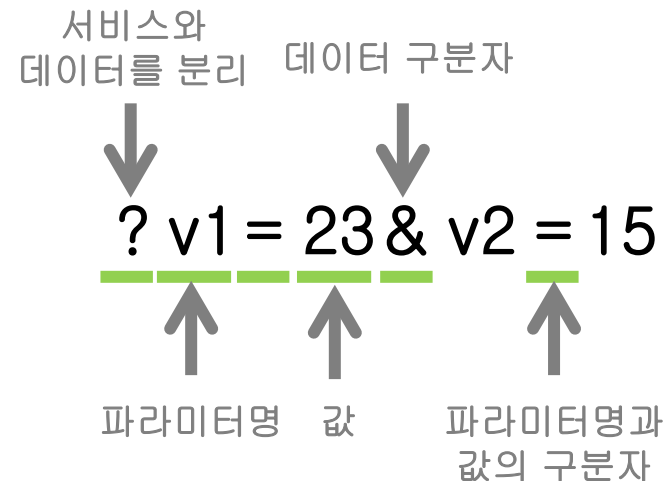 서비스와
데이터를 분리
데이터 구분자
? v1 = 23 & v2 = 15
파라미터명
값
파라미터명과
값의 구분자